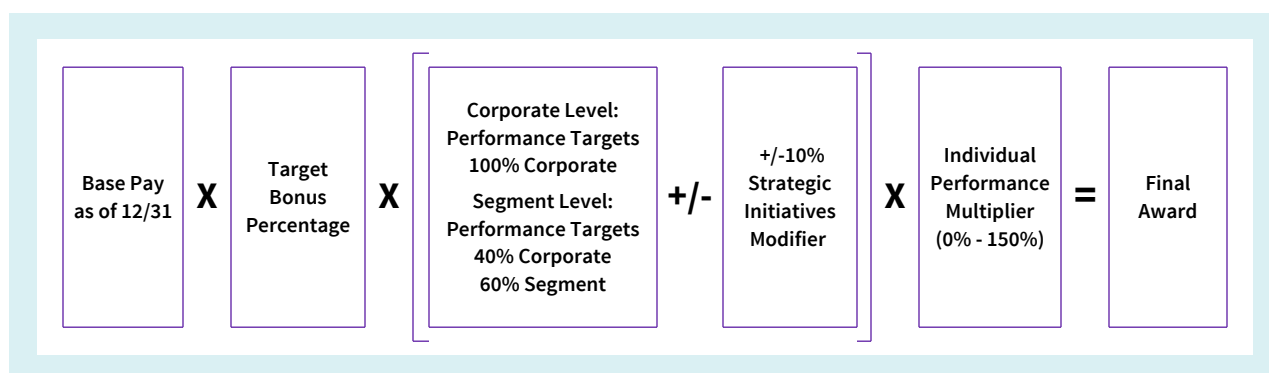 Base Pay
as of 12/31
X
Target
Bonus
Percentage
X
Corporate Level:
Performance Targets
100% Corporate
Segment Level:
Performance Targets
40% Corporate
60% Segment
+/-
+/-10%
Strategic
Initiatives
Modifier
X
Individual
Performance
Multiplier
(0% - 150%)
=
Final
Award